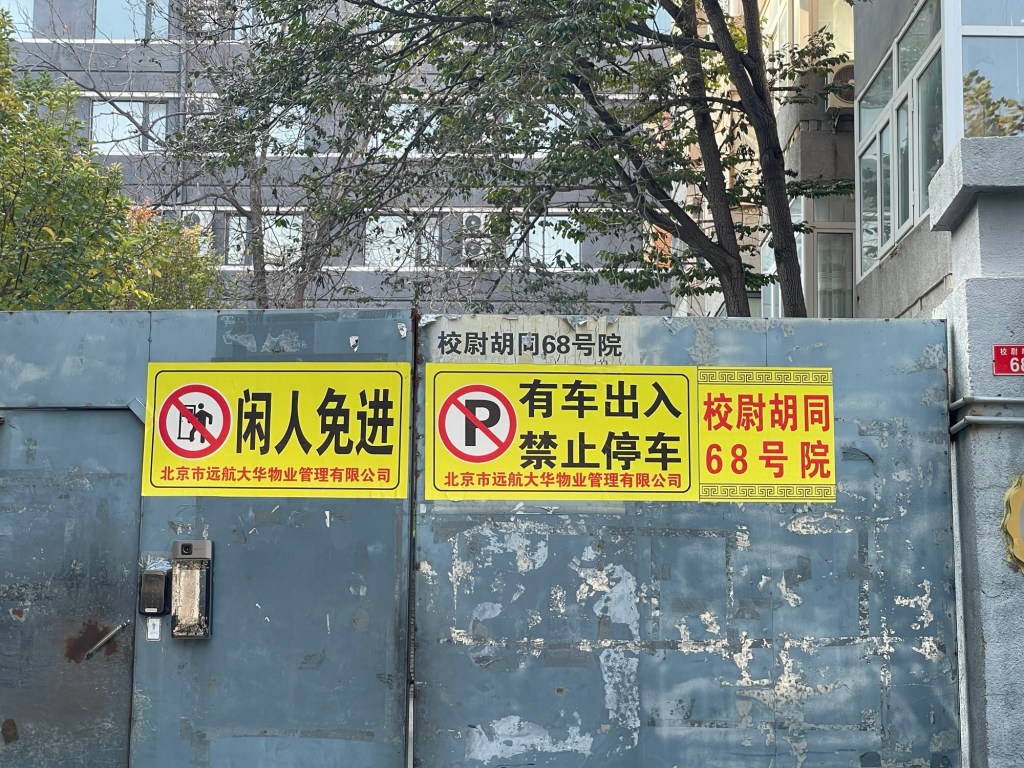 校尉胡同68号院
闲人免进
北京市远航大华物业管理有限公司
P
有车出入
禁止停车
北京市远航大华物业管理有限公司
校尉胡同
68号院
校尉
68